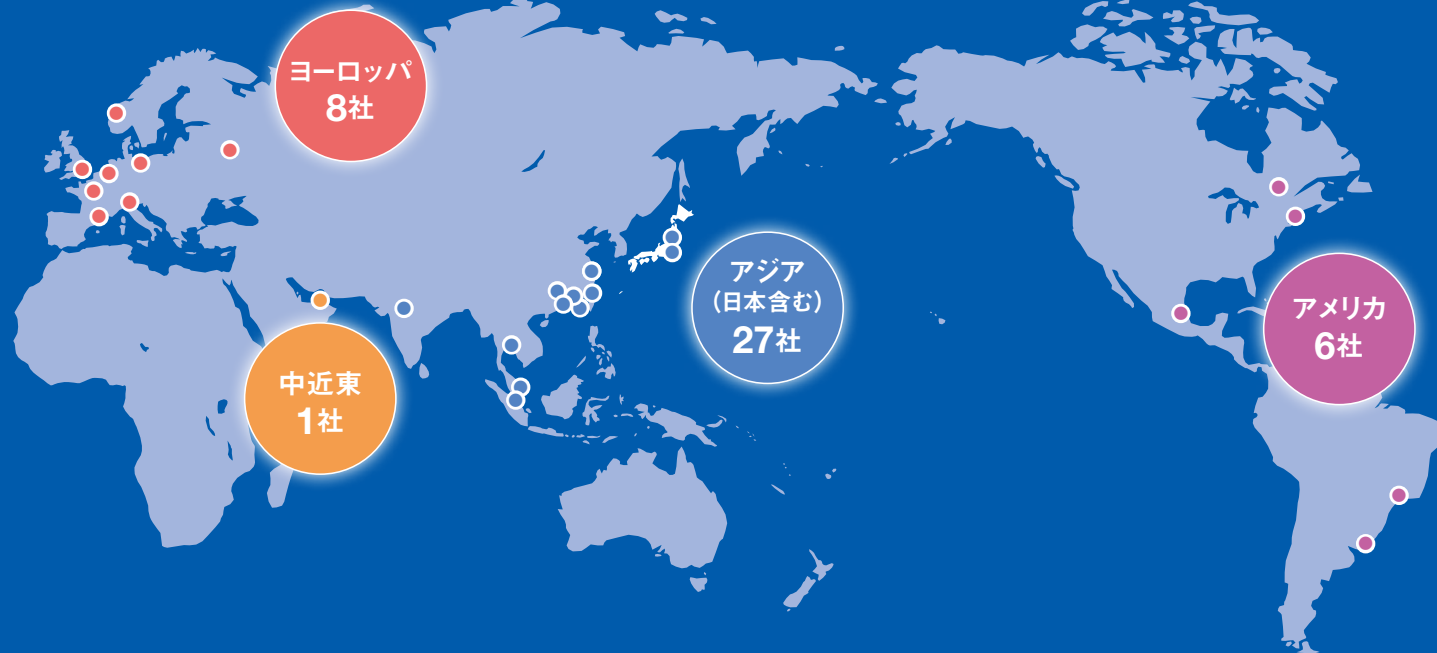 ヨーロッパ
8社
アジア
（日本含む）
27社
アメリカ
6社
中近東
1社